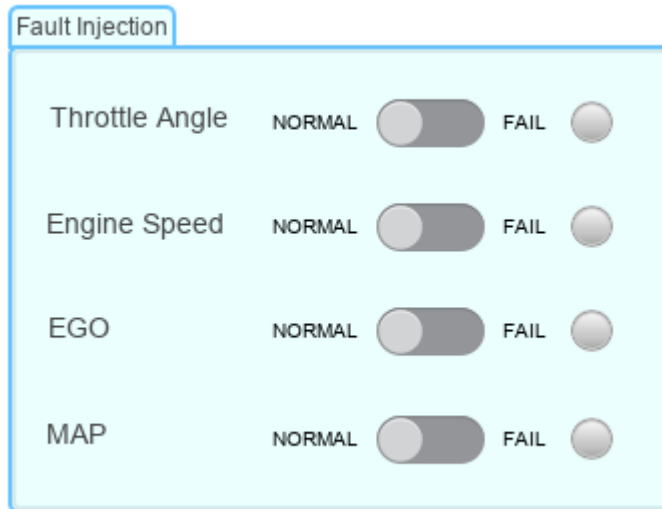 Fault Injection
Throttle Angle NORMAL FAIL
Engine Speed NORMAL FAIL
EGO NORMAL FAIL
MAP NORMAL FAIL